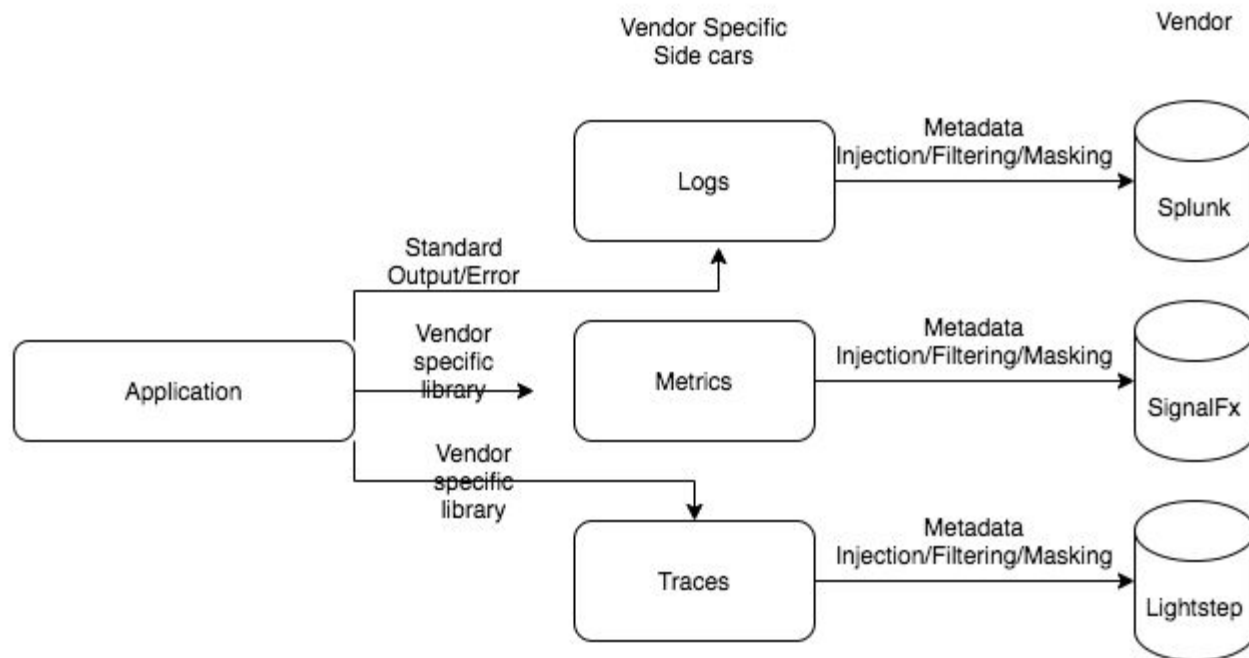 Vendor Specific
Side cars
Vendor
Logs
Metadata
Injection/Filtering/Masking
Splunk
Standard
Output/Error
Application
Vendor
specific
library
Metrics
Metadata
Injection/Filtering/Masking
SignalFx
Vendor
specific
library
Traces
Metadata
Injection/Filtering/Masking
Lightstep